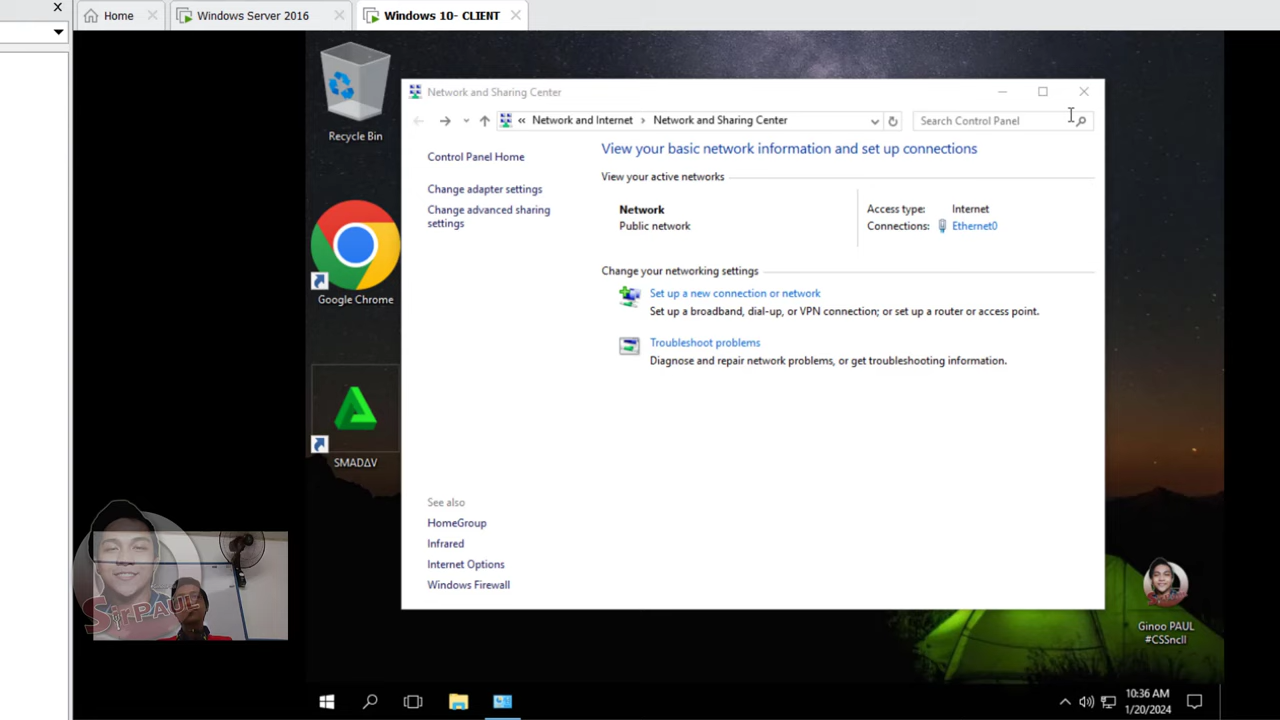 Home
Windows Server 2016
Windows 10- CLIENT
Recycle Bin
Google Chrome
SMADΔV
Network and Sharing Center
« Network and Internet › Network and Sharing Center
Search Control Panel
Control Panel Home
Change adapter settings
Change advanced sharing
settings
View your basic network information and set up connections
View your active networks
Network
Public network
Access type: Internet
Connections: Ethernet0
Change your networking settings
Set up a new connection or network
Set up a broadband, dial-up, or VPN connection; or set up a router or access point.
Troubleshoot problems
Diagnose and repair network problems, or get troubleshooting information.
See also
HomeGroup
Infrared
Internet Options
Windows Firewall
SirPAUL
Ginoo PAUL
#CSSncII
10:36 AM
1/20/2024